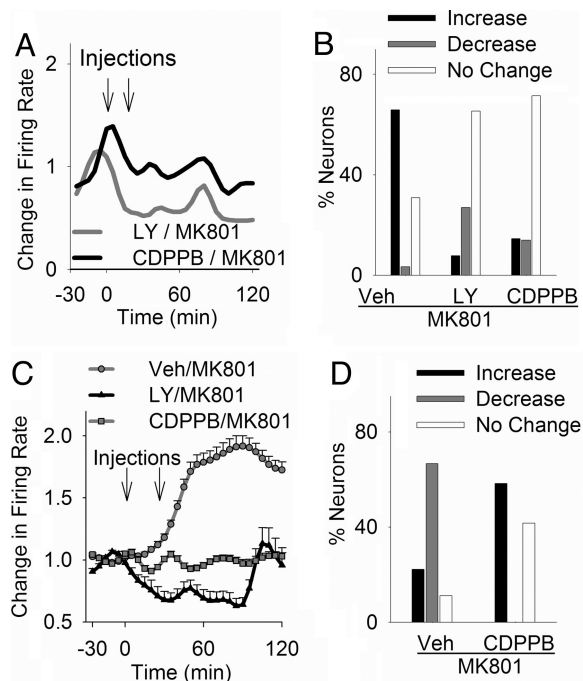 A
Injections
Change in Firing Rate
2
1
0
LY / MK801
CDPPB / MK801
-30 0 60 120
Time (min)
B
Increase
Decrease
No Change
% Neurons
80
40
0
Veh LY CDPPB
MK801
C
Veh/MK801
LY/MK801
CDPPB/MK801
Injections
Change in Firing Rate
2.0
1.5
1.0
0.5
-30 0 60 120
Time (min)
D
Increase
Decrease
No Change
% Neurons
80
40
0
Veh CDPPB
MK801